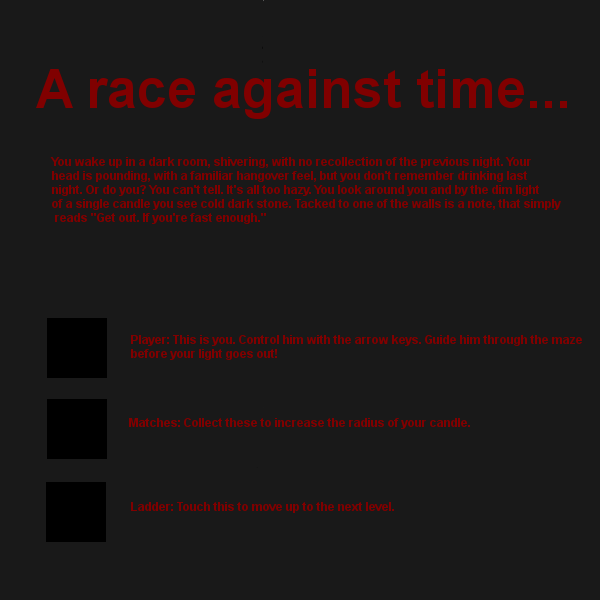 A race against time...
You wake up in a dark room, shivering, with no recollection of the previous night. Your
head is pounding, with a familiar hangover feel, but you don't remember drinking last
night. Or do you? You can't tell. It's all too hazy. You look around you and by the dim light
of a single candle you see cold dark stone. Tacked to one of the walls is a note, that simply
reads "Get out, if you're fast enough."
Player: This is you. Control him with the arrow keys. Guide him through the maze
before your light goes out!
Matches: Collect these to increase the radius of your candle.
Ladder: Touch this to move up to the next level.